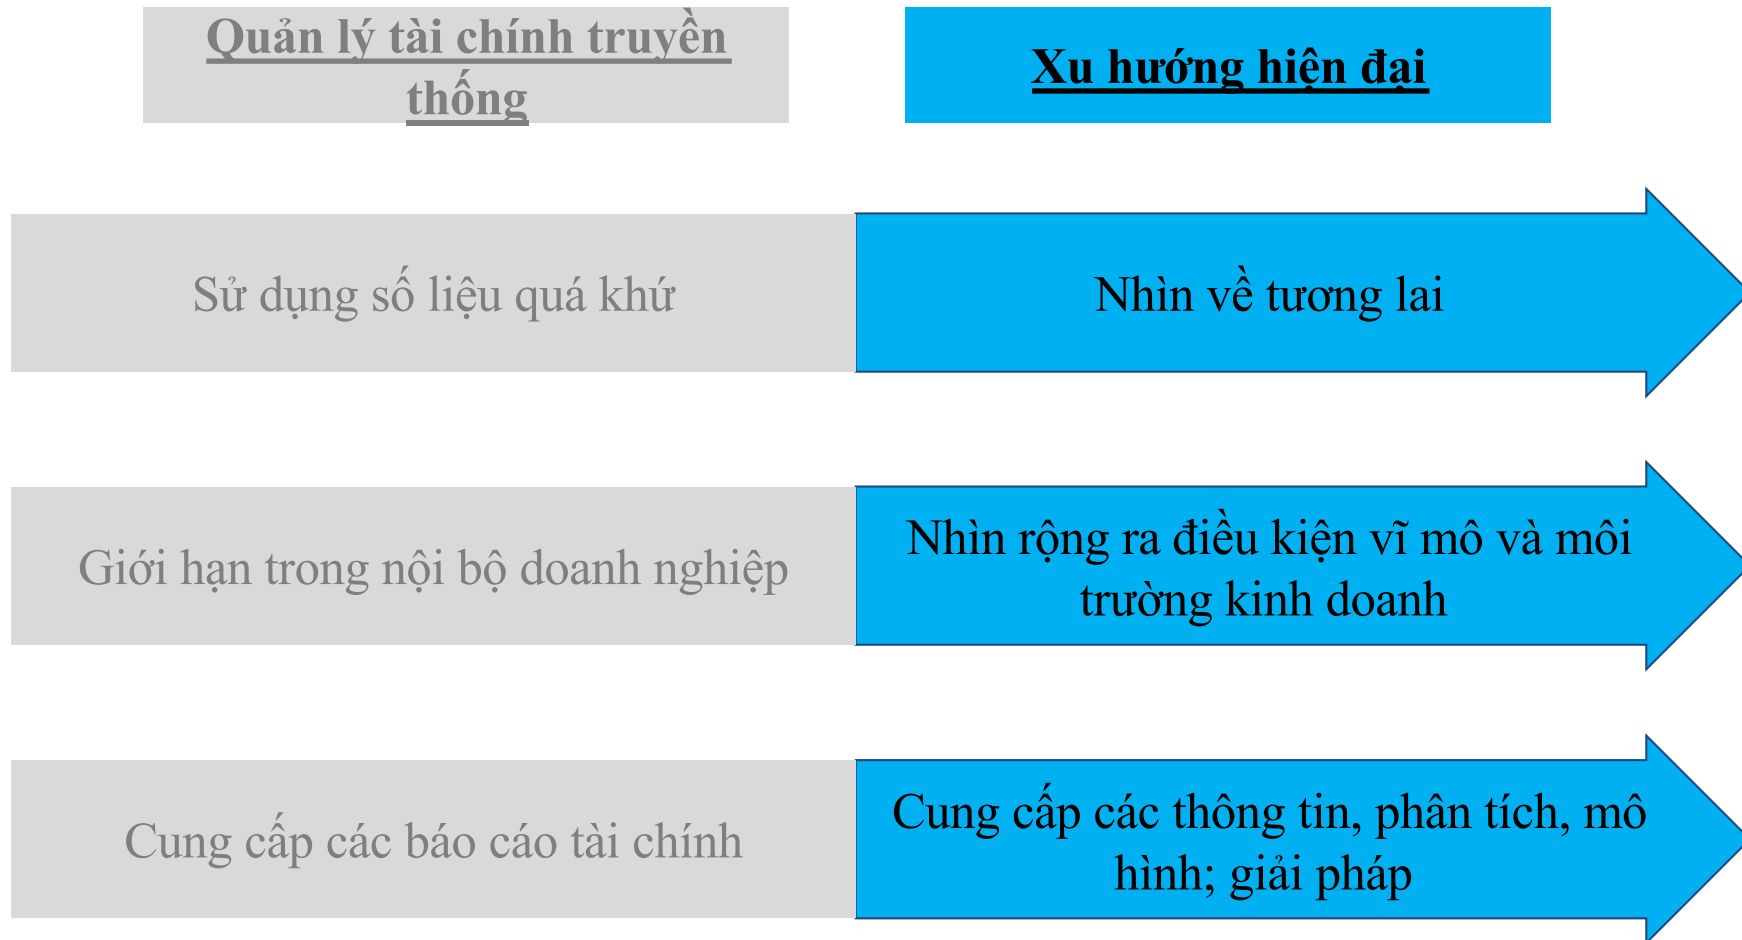 Quản lý tài chính truyền
thống
Xu hướng hiện đại
Sử dụng số liệu quá khứ
Nhìn về tương lai
Giới hạn trong nội bộ doanh nghiệp
Nhìn rộng ra điều kiện vĩ mô và môi
trường kinh doanh
Cung cấp các báo cáo tài chính
Cung cấp các thông tin, phân tích, mô
hình; giải pháp